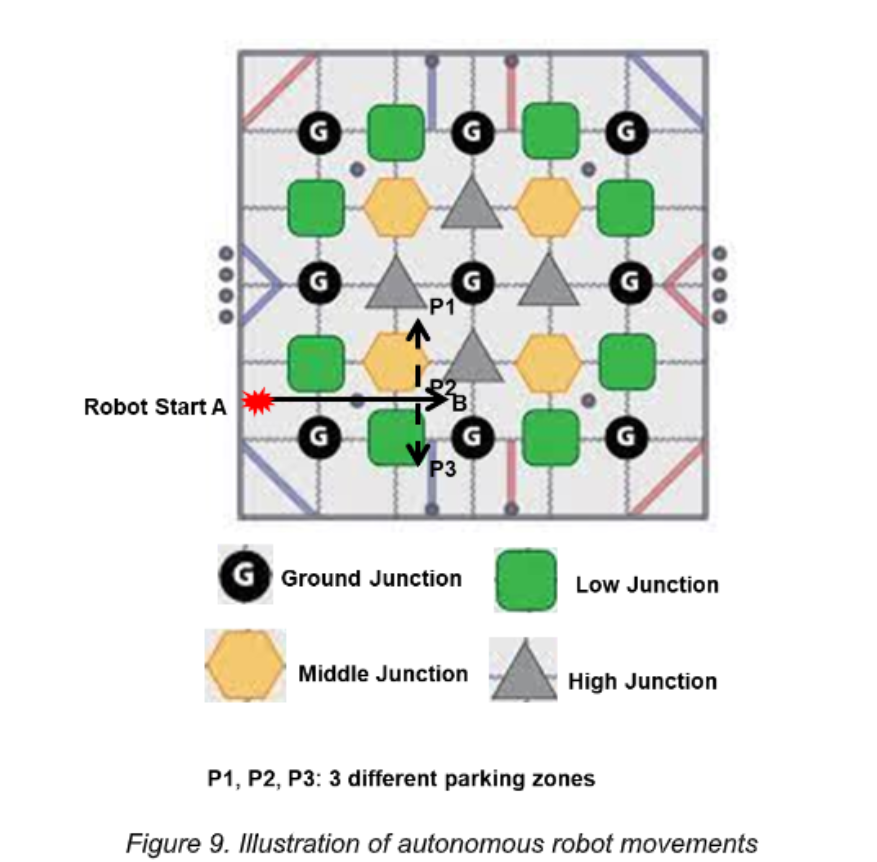 G G G
G P1 G G
P2
Robot Start A B
G G G
P3
G Ground Junction Low Junction
Middle Junction High Junction
P1, P2, P3: 3 different parking zones
Figure 9. Illustration of autonomous robot movements